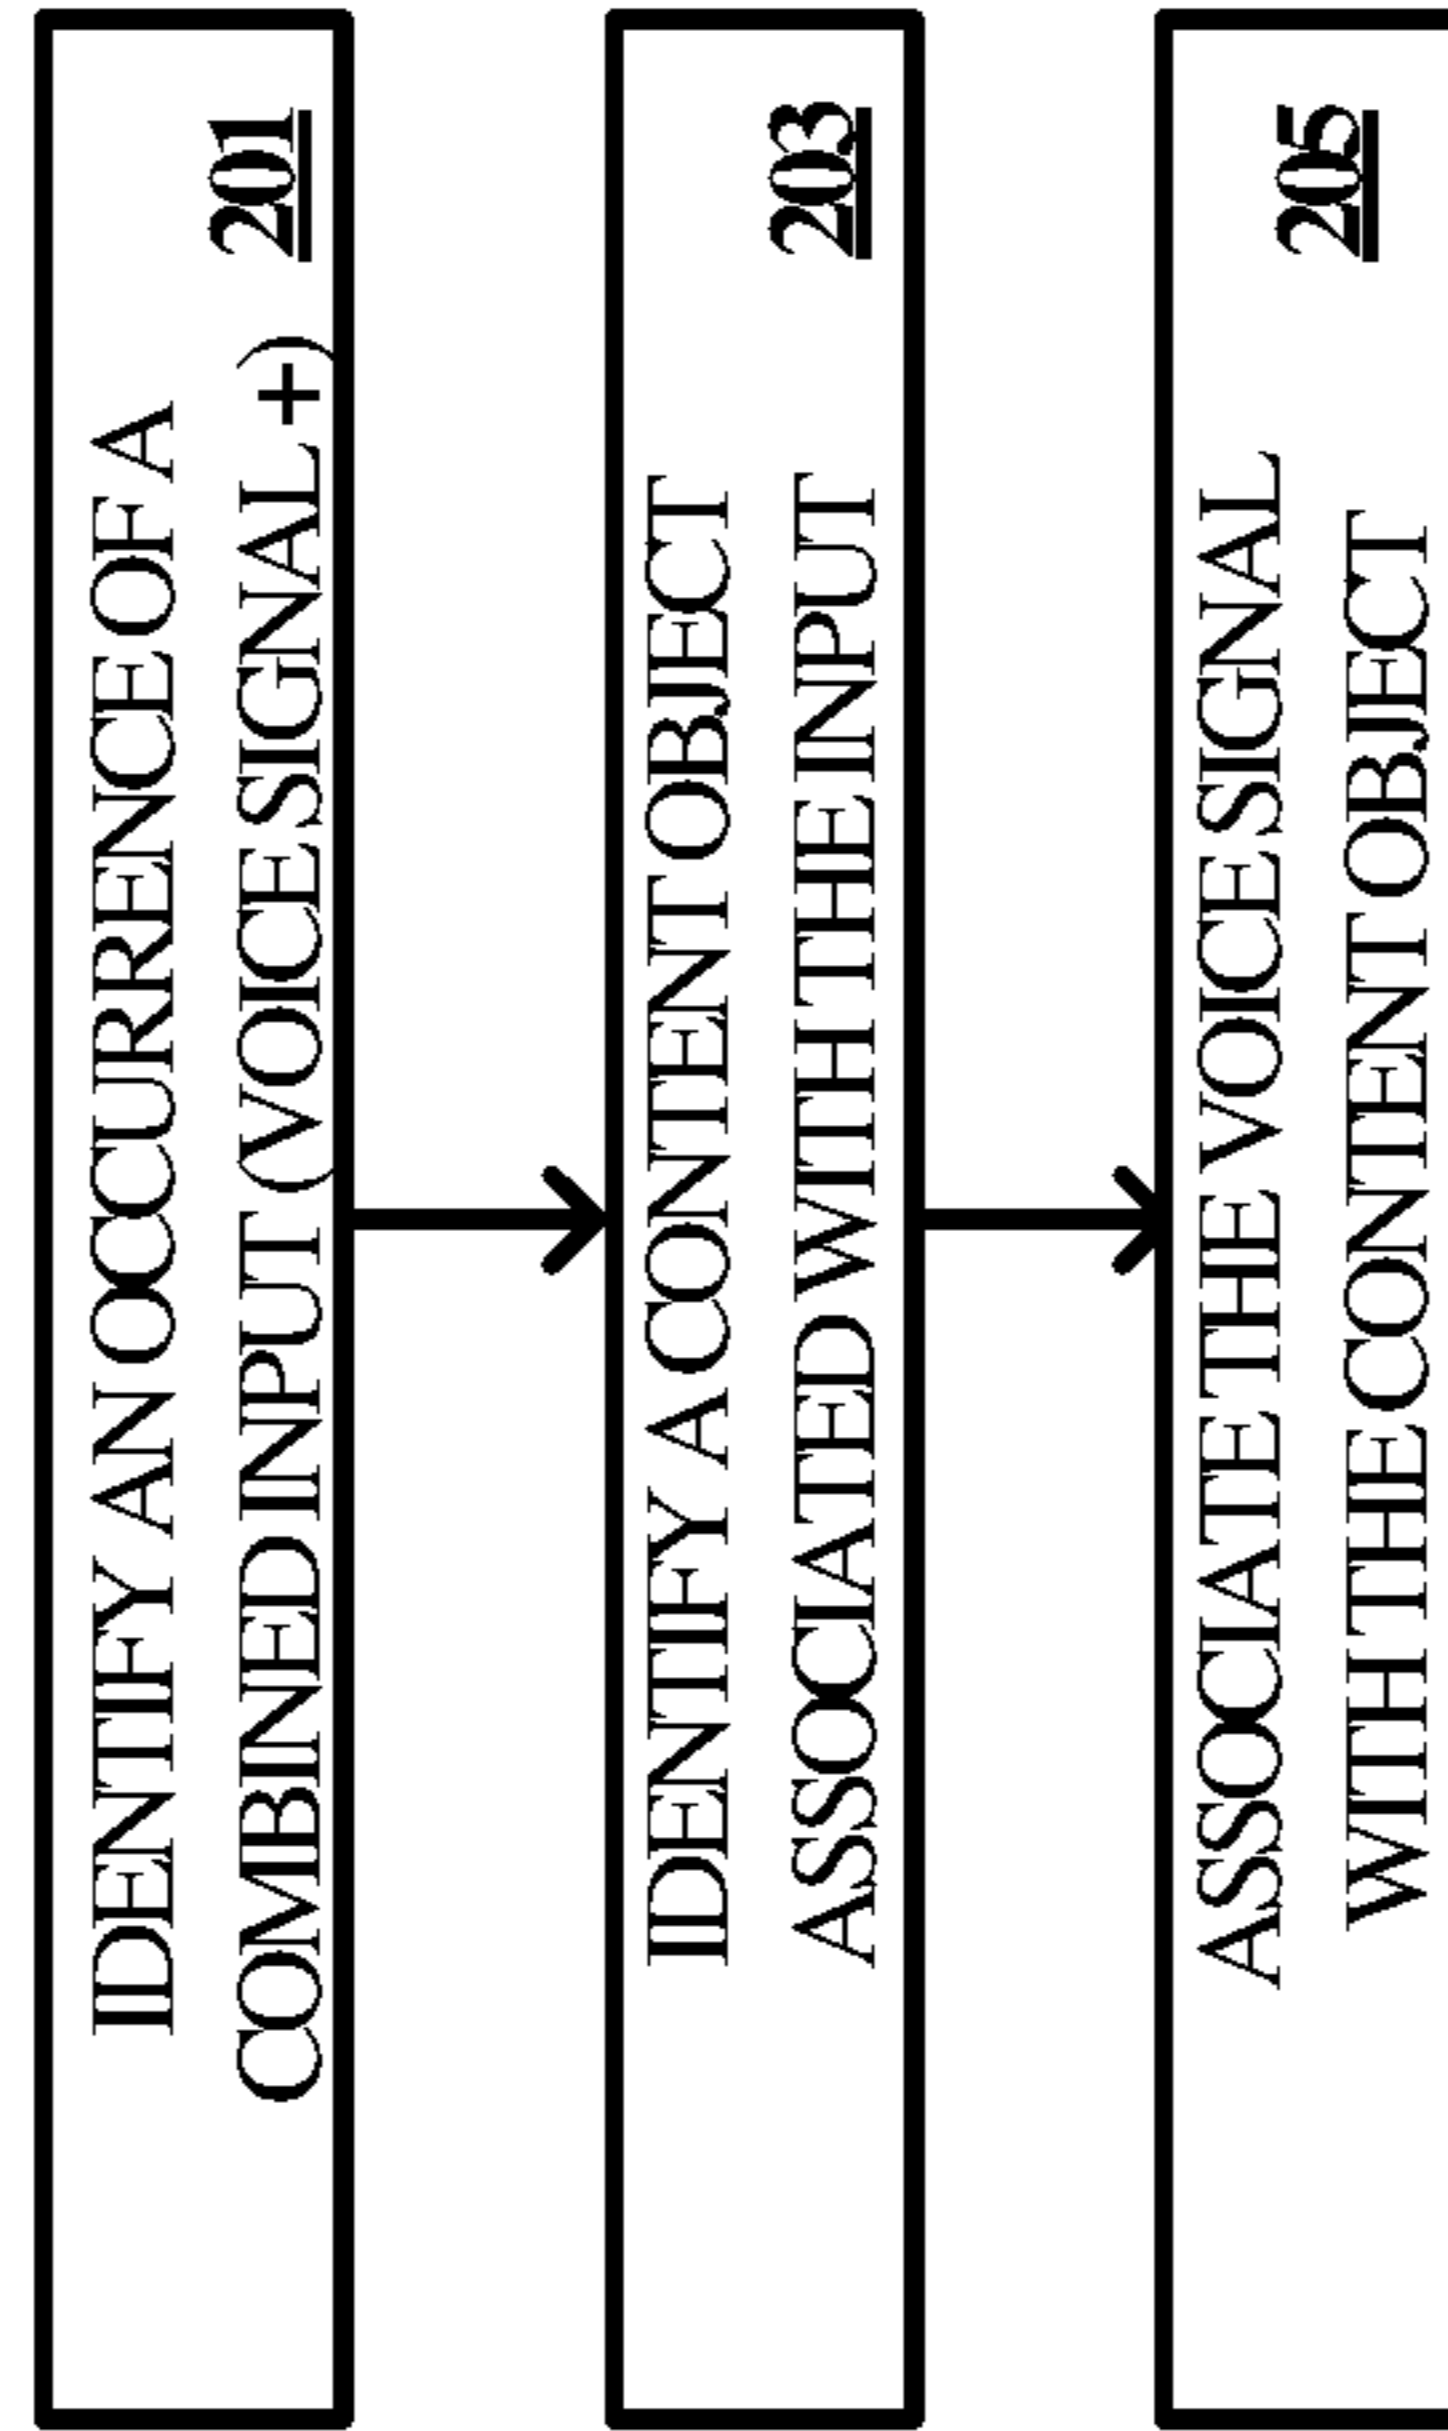 IDENTIFY AN OCCURRENCE OF A
COMBINED INPUT (VOICE SIGNAL +)
201
IDENTIFY A CONTENT OBJECT
ASSOCIATED WITH THE INPUT
203
ASSOCIATE THE VOICE SIGNAL
WITH THE CONTENT OBJECT
205